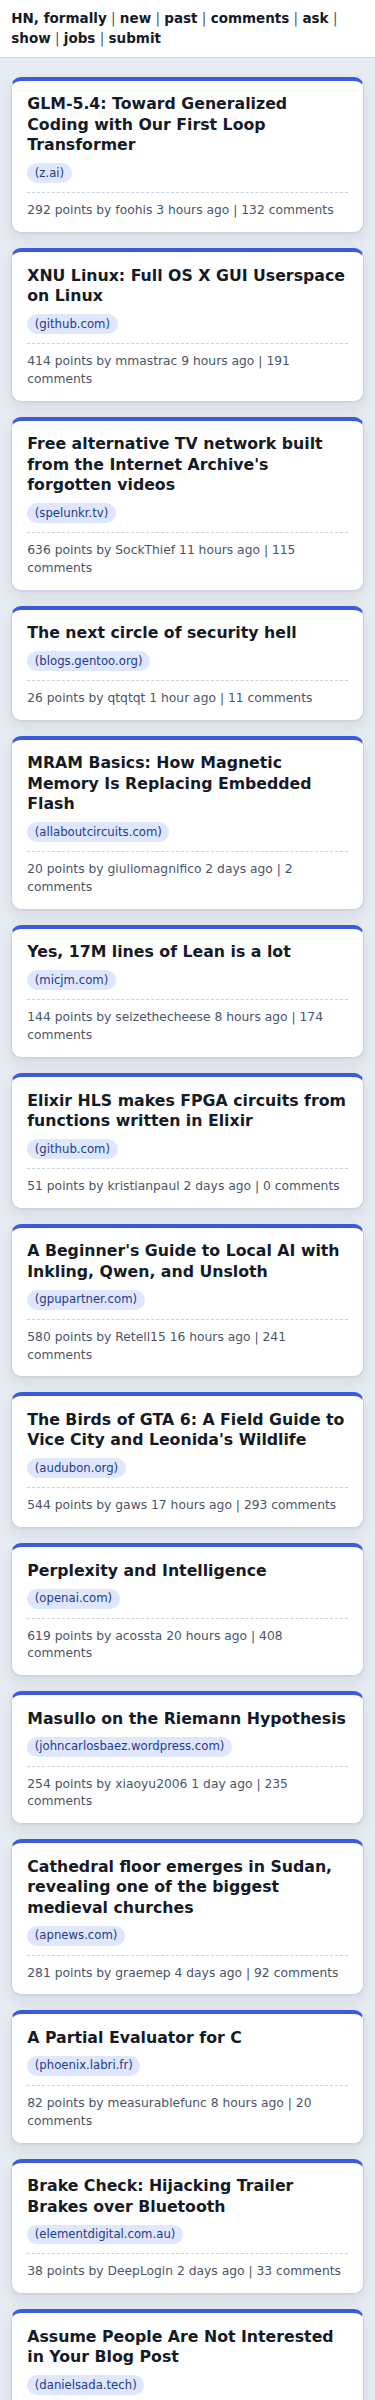 HN, formally | new | past | comments | ask |
show | jobs | submit
GLM-5.4: Toward Generalized
Coding with Our First Loop
Transformer
(z.ai)
292 points by foohis 3 hours ago | 132 comments
XNU Linux: Full OS X GUI Userspace
on Linux
(github.com)
414 points by mmastrac 9 hours ago | 191
comments
Free alternative TV network built
from the Internet Archive's
forgotten videos
(spelunkr.tv)
636 points by SockThief 11 hours ago | 115
comments
The next circle of security hell
(blogs.gentoo.org)
26 points by qtqtqt 1 hour ago | 11 comments
MRAM Basics: How Magnetic
Memory Is Replacing Embedded
Flash
(allaboutcircuits.com)
20 points by giuliomagnifico 2 days ago | 2
comments
Yes, 17M lines of Lean is a lot
(micjm.com)
144 points by seizethecheese 8 hours ago | 174
comments
Elixir HLS makes FPGA circuits from
functions written in Elixir
(github.com)
51 points by kristianpaul 2 days ago | 0 comments
A Beginner's Guide to Local AI with
Inkling, Qwen, and Unsloth
(gpupartner.com)
580 points by Retell15 16 hours ago | 241
comments
The Birds of GTA 6: A Field Guide to
Vice City and Leonida's Wildlife
(audubon.org)
544 points by gaws 17 hours ago | 293 comments
Perplexity and Intelligence
(openai.com)
619 points by acossta 20 hours ago | 408
comments
Masullo on the Riemann Hypothesis
(johncarlosbaez.wordpress.com)
254 points by xiaoyu2006 1 day ago | 235
comments
Cathedral floor emerges in Sudan,
revealing one of the biggest
medieval churches
(apnews.com)
281 points by graemep 4 days ago | 92 comments
A Partial Evaluator for C
(phoenix.labri.fr)
82 points by measurablefunc 8 hours ago | 20
comments
Brake Check: Hijacking Trailer
Brakes over Bluetooth
(elementdigital.com.au)
38 points by DeepLogin 2 days ago | 33 comments
Assume People Are Not Interested
in Your Blog Post
(danielsada.tech)